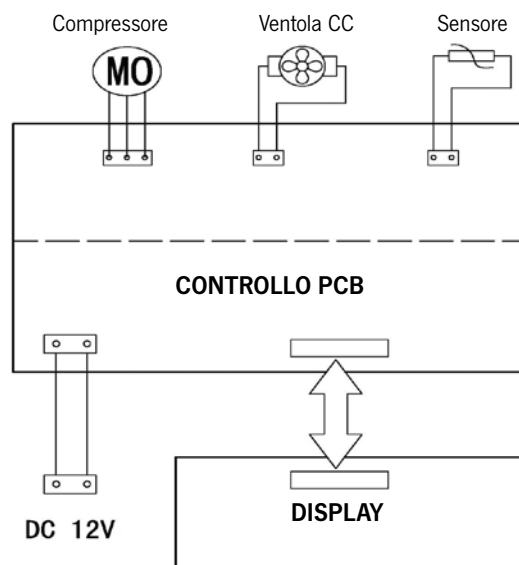 Compressore
Ventola CC
Sensore
MO
CONTROLLO PCB
DISPLAY
DC 12V